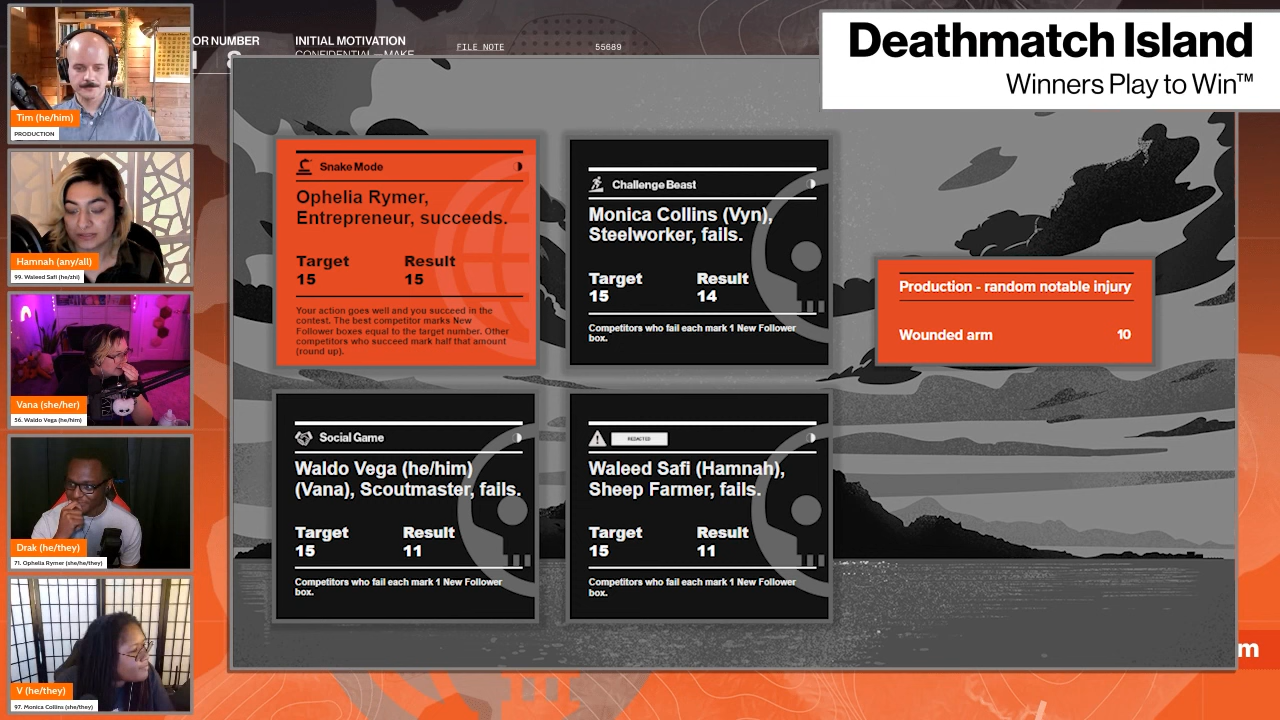 OR NUMBER
INITIAL MOTIVATION
FILE NOTE
55689
Deathmatch Island
Winners Play to Win™
Tim (he/him)
PRODUCTION
Hamnah (any/all)
99. Waleed Safi (he/zhi)
Vana (she/her)
56. Waldo Vega (he/him)
Drak (he/they)
71. Ophelia Rymer (she/he/they)
V (he/they)
97. Monica Collins (she/they)
Snake Mode
Ophelia Rymer,
Entrepreneur, succeeds.
Target Result
15 15
Your action goes well and you succeed in the
contest. The best competitor marks New
Follower boxes equal to the target number. Other
competitors who succeed mark half that amount
(round up).
Challenge Beast
Monica Collins (Vyn),
Steelworker, fails.
Target Result
15 14
Competitors who fail each mark 1 New Follower
box.
Production - random notable injury
Wounded arm 10
Social Game
Waldo Vega (he/him)
(Vana), Scoutmaster, fails.
Target Result
15 11
Competitors who fail each mark 1 New Follower
box.
REDACTED
Waleed Safi (Hamnah),
Sheep Farmer, fails.
Target Result
15 11
Competitors who fail each mark 1 New Follower
box.
m